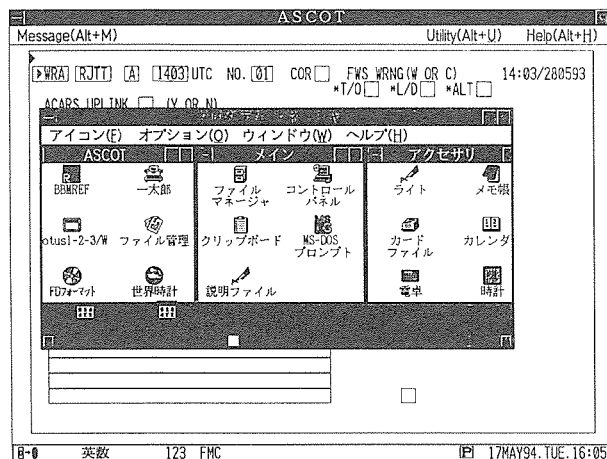 ASCOT
Message(Alt+M) Utility(Alt+U) Help(Alt+H)
WRA RJTT A 1403 UTC NO. 01 COR FWS WRNG(W OR C) 14:03/280593
*T/O *L/D *ALT
ACARS UPLINK (Y OR N)
アイコン(F) オプション(O) ウィンドウ(W) ヘルプ(H)
ASCOT メイン アクセサリ
BBMREF 一太郎 ファイル マネージャ コントロール パネル ライト メモ帳
otus1-2-3/W ファイル管理 クリップボード MS-DOS プロンプト カード ファイル カレンダ
FDフォーマット 世界時計 説明ファイル 電卓 時計
英数 123 FMC P 17MAY94.TUE.16:05